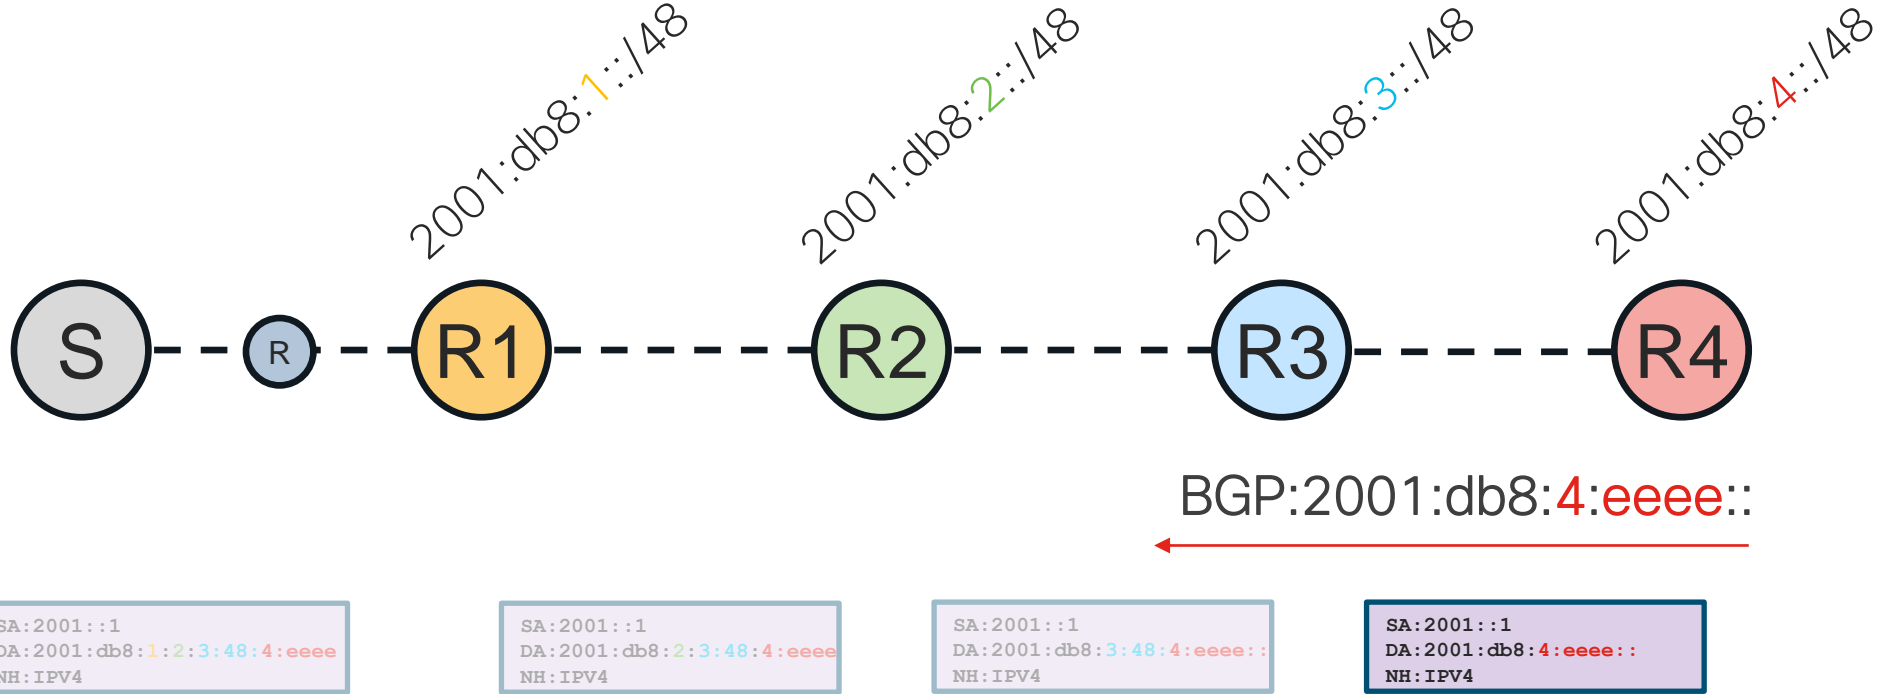 2001:db8:1::/48
2001:db8:2::/48
2001:db8:3::/48
2001:db8:4::/48
S
R
R1
R2
R3
R4
BGP:2001:db8:4:eeee::
SA:2001::1
DA:2001:db8:1:2:3:48:4:eeee
NH:IPV4
SA:2001::1
DA:2001:db8:2:3:48:4:eeee
NH:IPV4
SA:2001::1
DA:2001:db8:3:48:4:eeee::
NH:IPV4
SA:2001::1
DA:2001:db8:4:eeee::
NH:IPV4